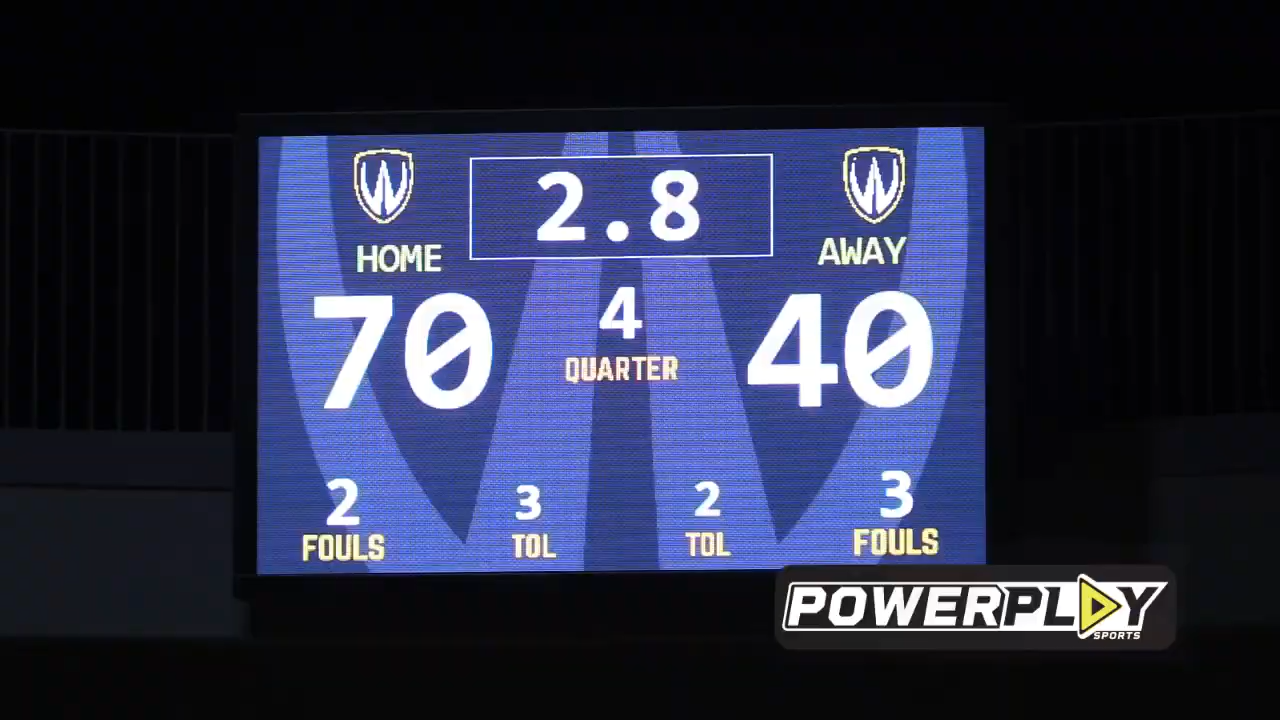 2.8
HOME
AWAY
70
4
40
QUARTER
2
3
2
3
FOULS
TOL
TOL
FOULS
POWERPLAY
SPORTS